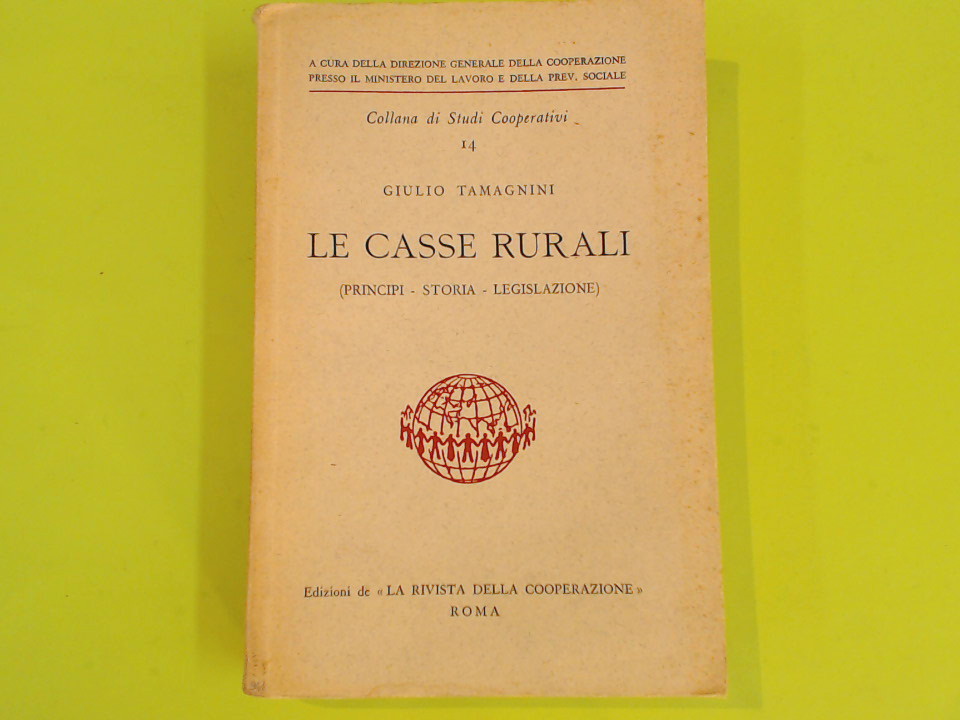 A CURA DELLA DIREZIONE GENERALE DELLA COOPERAZIONE
PRESSO IL MINISTERO DEL LAVORO E DELLA PREV. SOCIALE
Collana di Studi Cooperativi
14
GIULIO TAMAGNINI
LE CASSE RURALI
(PRINCIPI - STORIA - LEGISLAZIONE)
Edizioni de « LA RIVISTA DELLA COOPERAZIONE »
ROMA